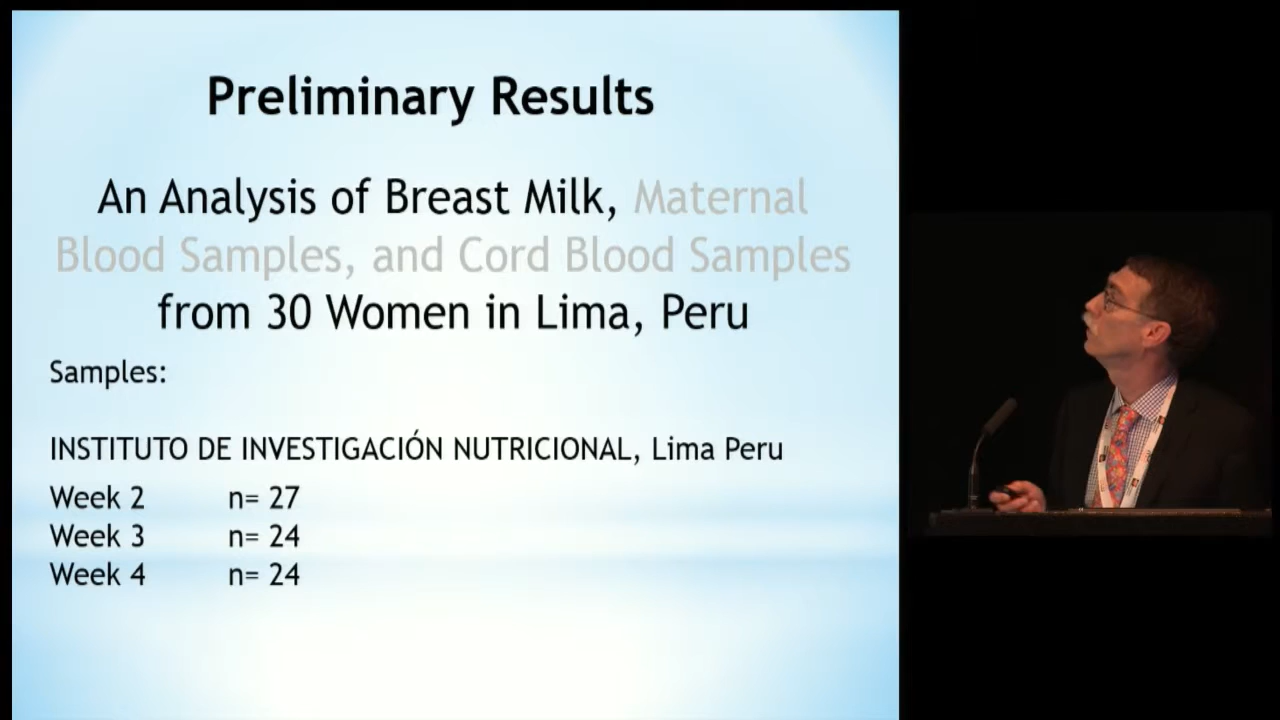 Preliminary Results
An Analysis of Breast Milk, Maternal
Blood Samples, and Cord Blood Samples
from 30 Women in Lima, Peru
Samples:
INSTITUTO DE INVESTIGACIÓN NUTRICIONAL, Lima Peru
Week 2 n= 27
Week 3 n= 24
Week 4 n= 24